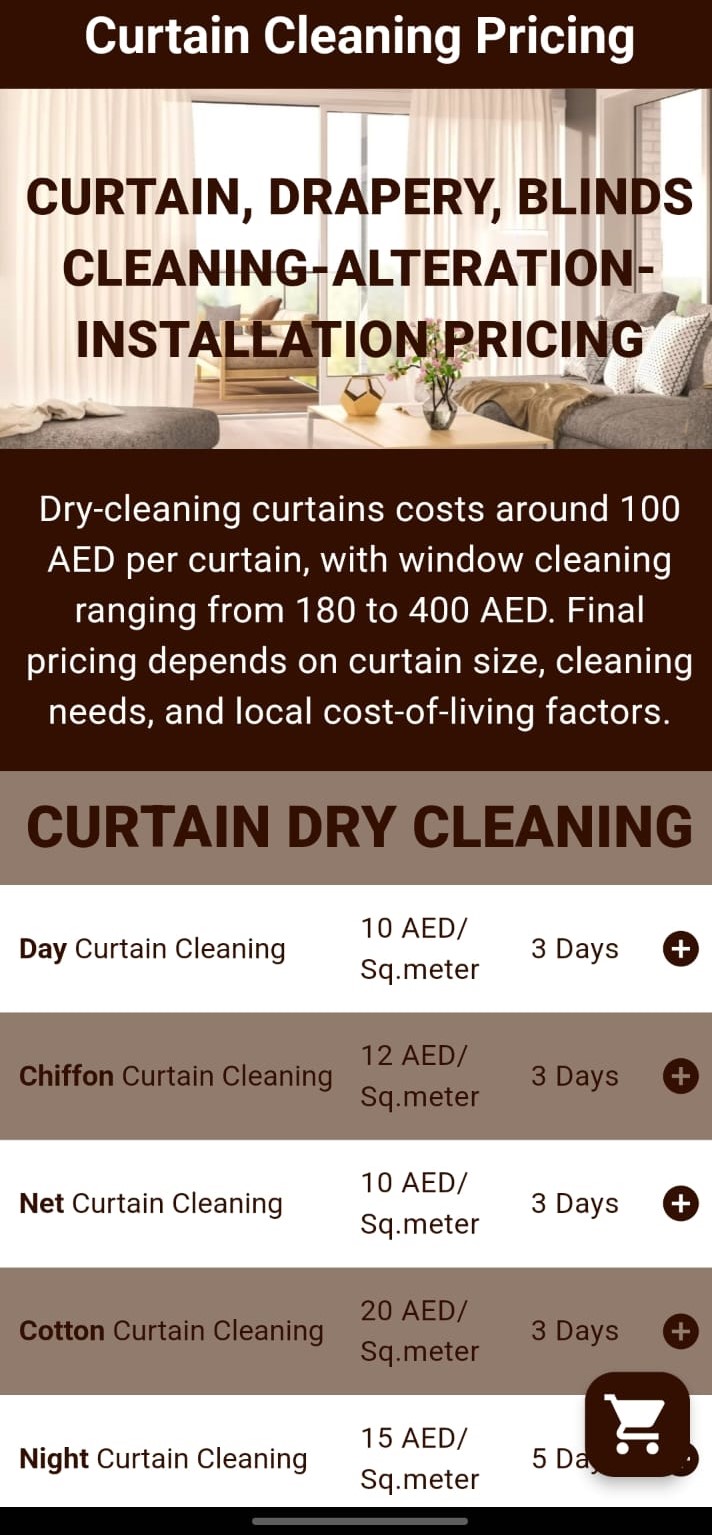 Curtain Cleaning Pricing
CURTAIN, DRAPERY, BLINDS
CLEANING-ALTERATION-
INSTALLATION PRICING
Dry-cleaning curtains costs around 100
AED per curtain, with window cleaning
ranging from 180 to 400 AED. Final
pricing depends on curtain size, cleaning
needs, and local cost-of-living factors.
CURTAIN DRY CLEANING
Day Curtain Cleaning 10 AED/ Sq.meter 3 Days
Chiffon Curtain Cleaning 12 AED/ Sq.meter 3 Days
Net Curtain Cleaning 10 AED/ Sq.meter 3 Days
Cotton Curtain Cleaning 20 AED/ Sq.meter 3 Days
Night Curtain Cleaning 15 AED/ Sq.meter 5